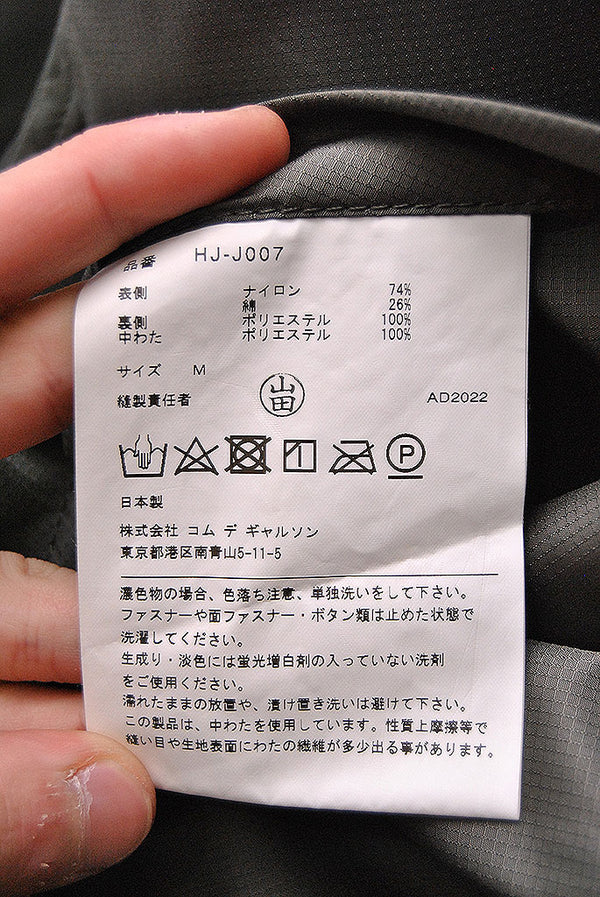 品番 HJ-J007
表側 ナイロン 74%
綿 26%
裏側 ポリエステル 100%
中わた ポリエステル 100%
サイズ M
縫製責任者 山田 AD2022
P
日本製
株式会社 コム デ ギャルソン
東京都港区南青山5-11-5
濃色物の場合、色落ち注意、単独洗いをして下さい。
ファスナーや面ファスナー・ボタン類は止めた状態で
洗濯してください。
生成り・淡色には蛍光増白剤の入っていない洗剤
をご使用ください。
濡れたままの放置や、漬け置き洗いは避けて下さい。
この製品は、中わたを使用しています。性質上摩擦等で
縫い目や生地表面にわたの繊維が多少出る事があります。